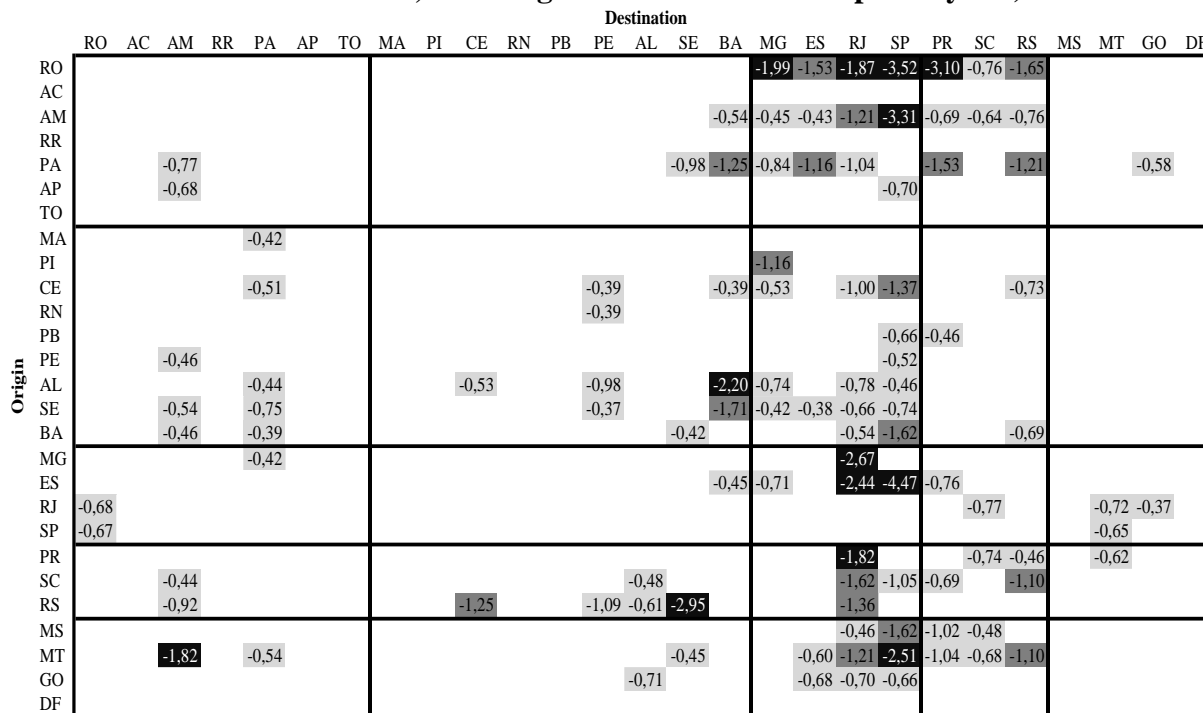 Destination
RO AC AM RR PA AP TO MA PI CE RN PB PE AL SE BA MG ES RJ SP PR SC RS MS MT GO DF
Origin
RO -1,99 -1,53 -1,87 -3,52 -3,10 -0,76 -1,65
AC
AM -0,54 -0,45 -0,43 -1,21 -3,31 -0,69 -0,64 -0,76
RR
PA -0,77 -0,98 -1,25 -0,84 -1,16 -1,04 -1,53 -1,21 -0,58
AP -0,68 -0,70
TO
MA -0,42
PI -1,16
CE -0,51 -0,39 -0,39 -0,53 -1,00 -1,37 -0,73
RN -0,39
PB -0,66 -0,46
PE -0,46 -0,52
AL -0,44 -0,53 -0,98 -2,20 -0,74 -0,78 -0,46
SE -0,54 -0,75 -0,37 -1,71 -0,42 -0,38 -0,66 -0,74
BA -0,46 -0,39 -0,42 -0,54 -1,62 -0,69
MG -0,42 -2,67
ES -0,45 -0,71 -2,44 -4,47 -0,76
RJ -0,68 -0,77 -0,72 -0,37
SP -0,67 -0,65
PR -1,82 -0,74 -0,46 -0,62
SC -0,44 -0,48 -1,62 -1,05 -0,69 -1,10
RS -0,92 -1,25 -1,09 -0,61 -2,95 -1,36
MS -0,46 -1,62 -1,02 -0,48
MT -1,82 -0,54 -0,45 -0,60 -1,21 -2,51 -1,04 -0,68 -1,10
GO -0,71 -0,68 -0,70 -0,66
DF